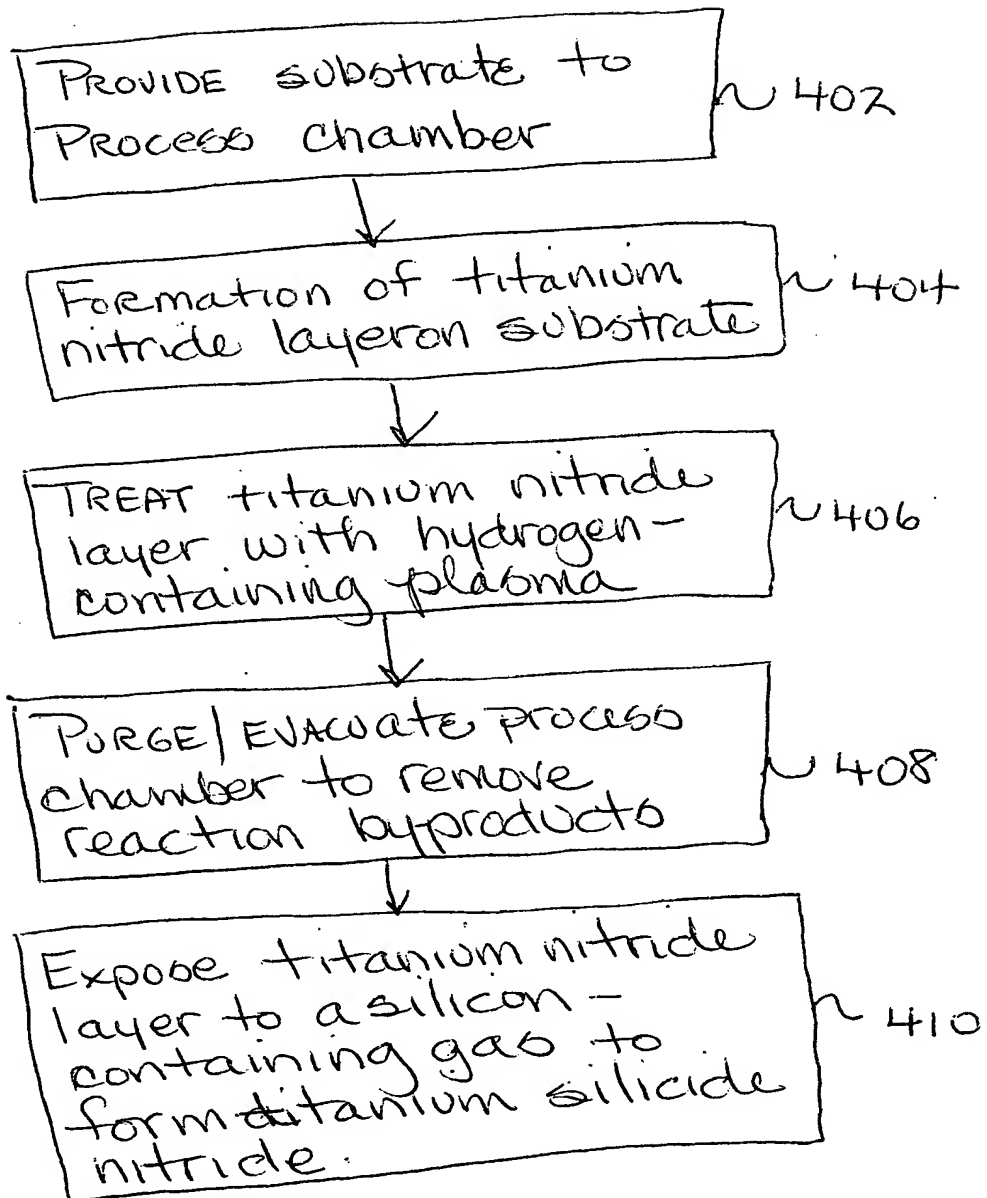 PROVIDE substrate to
PROCESS chamber
402
Formation of titanium
nitride layer on substrate
404
TREAT titanium nitride
layer with hydrogen-
containing plasma
406
PURGE/EVACUATE process
chamber to remove
reaction byproducts
408
Expose titanium nitride
layer to a silicon-
containing gas to
form titanium silicide
nitride.
410